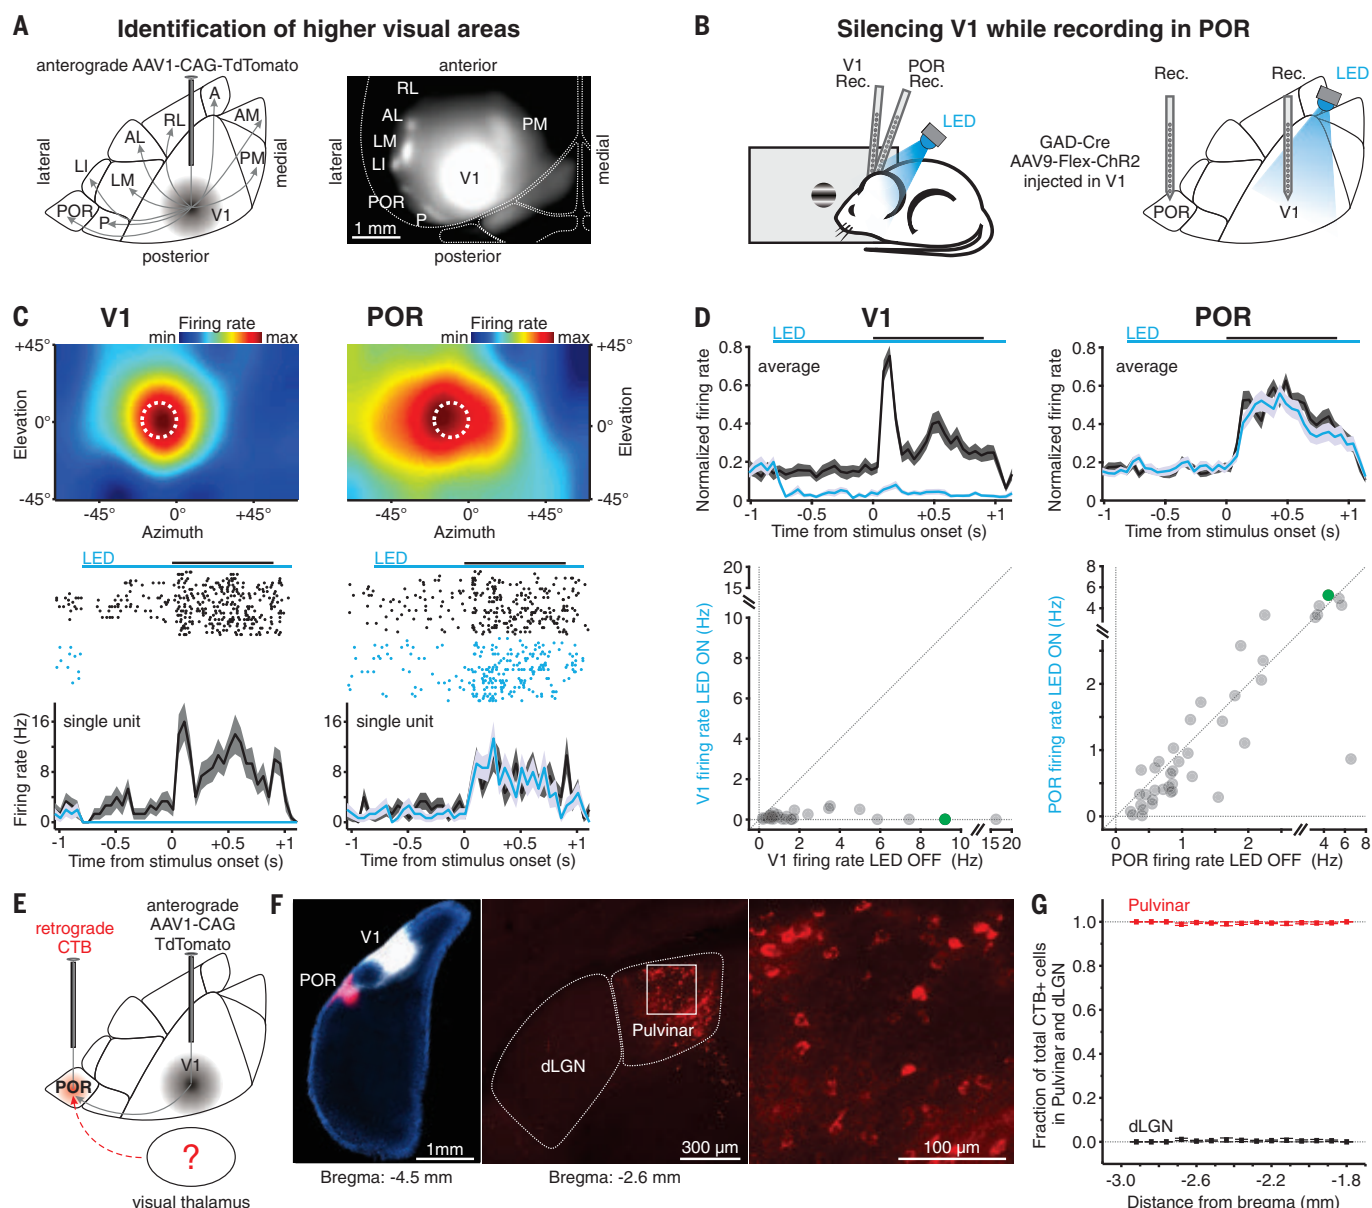 A Identification of higher visual areas
anterograde AAV1-CAG-TdTomato
A
RL
AM
AL
PM
LI
LM
POR
P
V1
lateral
medial
posterior
anterior
RL
AL
LM
LI
POR
P
PM
V1
1 mm
lateral
medial
posterior
B Silencing V1 while recording in POR
V1 Rec.
POR Rec.
LED
GAD-Cre
AAV9-Flex-ChR2
injected in V1
Rec.
Rec.
LED
POR
V1
C V1
Firing rate
min max
+45°
0°
-45°
Elevation
-45° 0° +45°
Azimuth
POR
Firing rate
min max
+45°
0°
-45°
Elevation
-45° 0° +45°
Azimuth
LED
LED
single unit
16
8
0
Firing rate (Hz)
-1 -0.5 0 +0.5 +1
Time from stimulus onset (s)
single unit
16
8
0
-1 -0.5 0 +0.5 +1
Time from stimulus onset (s)
D V1
LED
average
0.8
0.6
0.4
0.2
0
Normalized firing rate
-1 -0.5 0 +0.5 +1
Time from stimulus onset (s)
POR
LED
average
0.8
0.6
0.4
0.2
0
Normalized firing rate
-1 -0.5 0 +0.5 +1
Time from stimulus onset (s)
20
15
10
8
6
4
2
0
V1 firing rate LED ON (Hz)
0 2 4 6 8 10 15 20
V1 firing rate LED OFF (Hz)
8
6
4
2
1
0
POR firing rate LED ON (Hz)
0 1 2 4 6 8
POR firing rate LED OFF (Hz)
E
retrograde
CTB
anterograde
AAV1-CAG
TdTomato
V1
POR
?
visual thalamus
F
V1
POR
1mm
Bregma: -4.5 mm
dLGN
Pulvinar
300 µm
Bregma: -2.6 mm
100 µm
G
Pulvinar
1.0
0.8
0.6
0.4
0.2
0.0
dLGN
Fraction of total CTB+ cells
in Pulvinar and dLGN
-3.0 -2.6 -2.2 -1.8
Distance from bregma (mm)